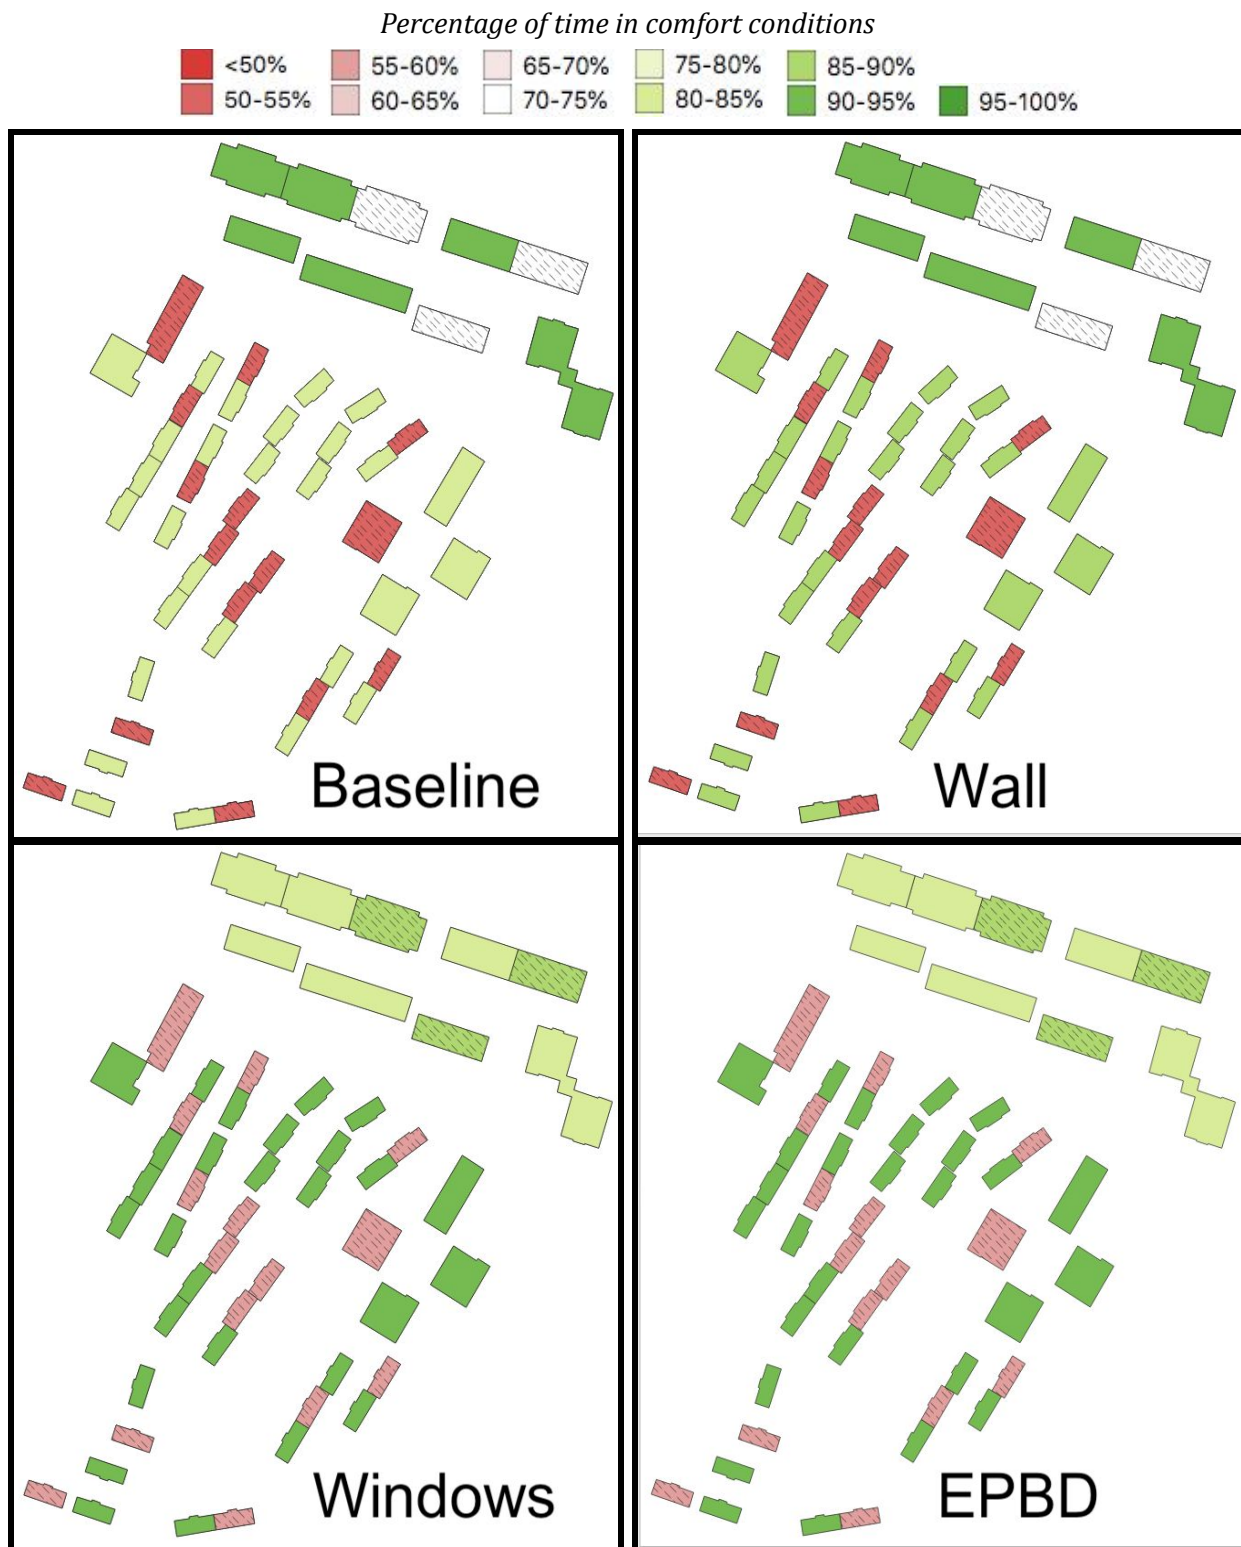 Percentage of time in comfort conditions
<50% 55-60% 65-70% 75-80% 85-90%
50-55% 60-65% 70-75% 80-85% 90-95% 95-100%
Baseline
Wall
Windows
EPBD